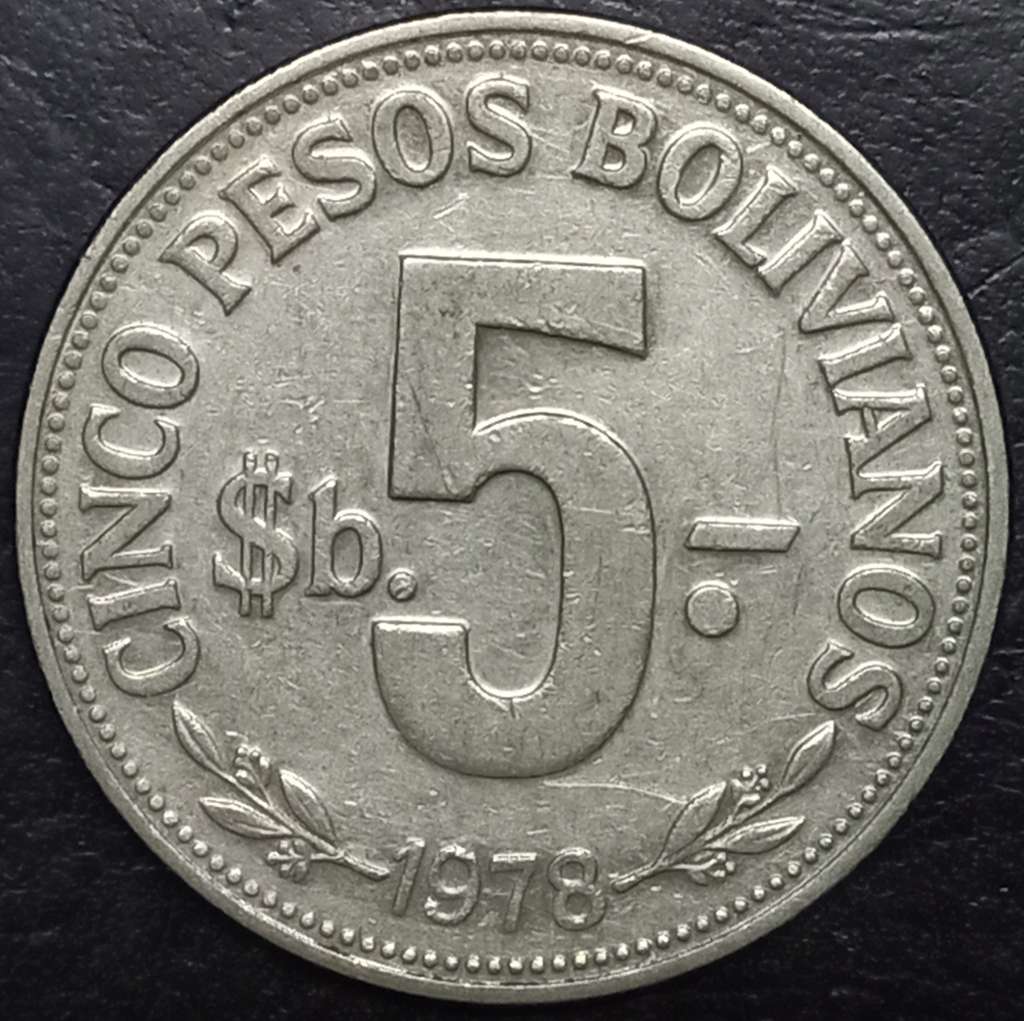 CINCO PESOS BOLIVIANOS
$b. 5.-
1978